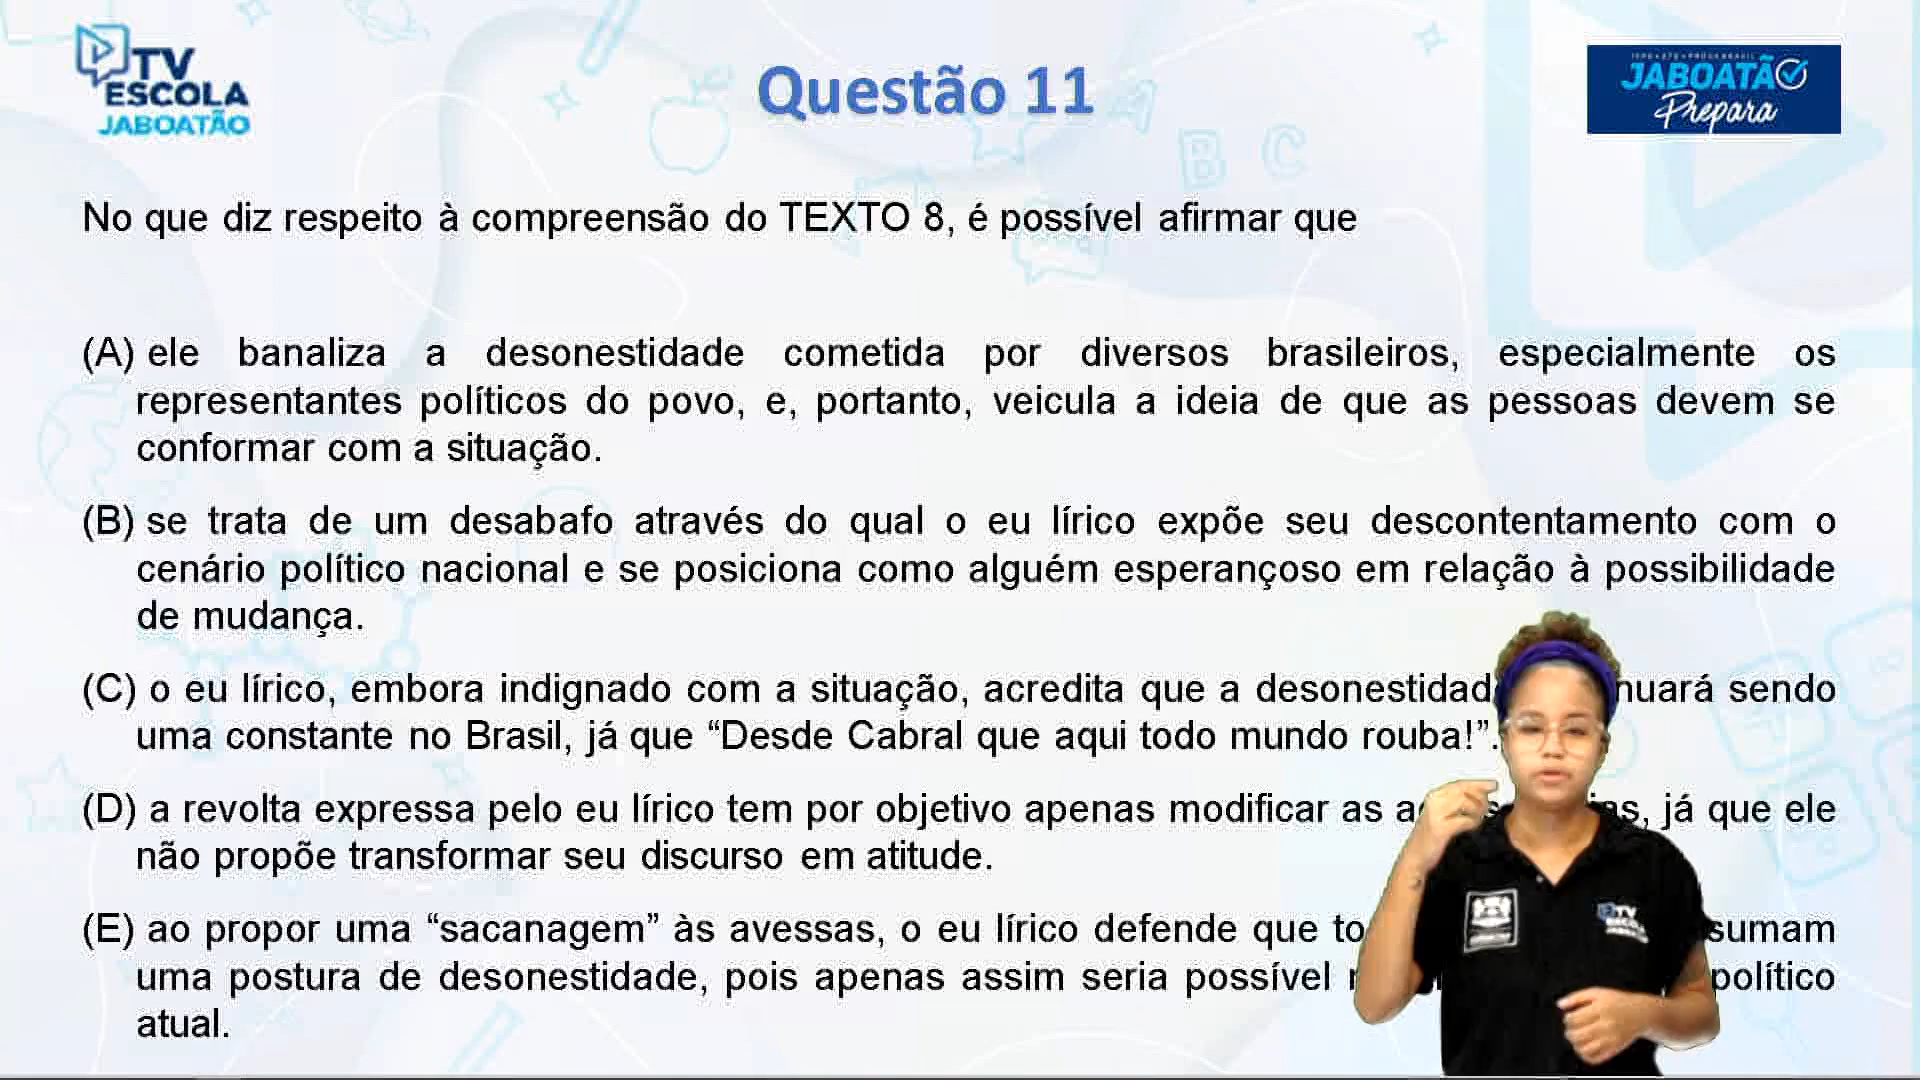 TV
ESCOLA
JABOATÃO
Questão 11
JABOATÃO
Prepara
A
B C
No que diz respeito à compreensão do TEXTO 8, é possível afirmar que
(A) ele banaliza a desonestidade cometida por diversos brasileiros, especialmente os
representantes políticos do povo, e, portanto, veicula a ideia de que as pessoas devem se
conformar com a situação.
(B) se trata de um desabafo através do qual o eu lírico expõe seu descontentamento com o
cenário político nacional e se posiciona como alguém esperançoso em relação à possibilidade
de mudança.
(C) o eu lírico, embora indignado com a situação, acredita que a desonestidad nuará sendo
uma constante no Brasil, já que “Desde Cabral que aqui todo mundo rouba!”.
(D) a revolta expressa pelo eu lírico tem por objetivo apenas modificar as já que ele
não propõe transformar seu discurso em atitude.
(E) ao propor uma “sacanagem” às avessas, o eu lírico defende que to sumam
uma postura de desonestidade, pois apenas assim seria possível político
atual.
TV
ESCOLA